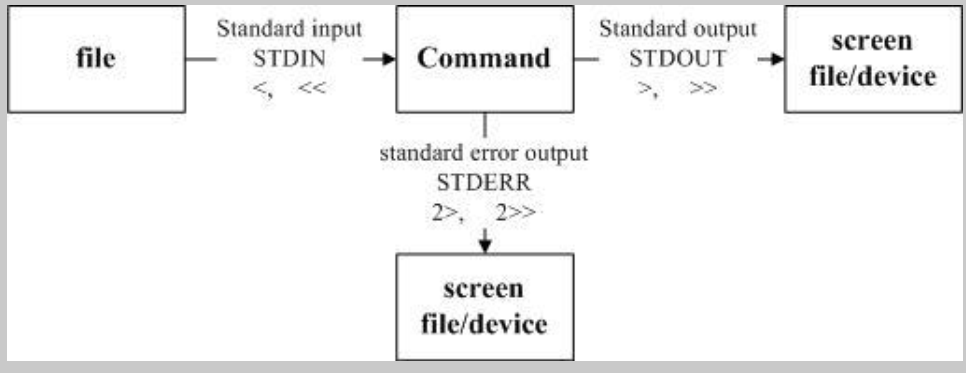 file
Standard input
STDIN
<, <<
Command
Standard output
STDOUT
>, >>
screen
file/device
standard error output
STDERR
2>, 2>>
screen
file/device